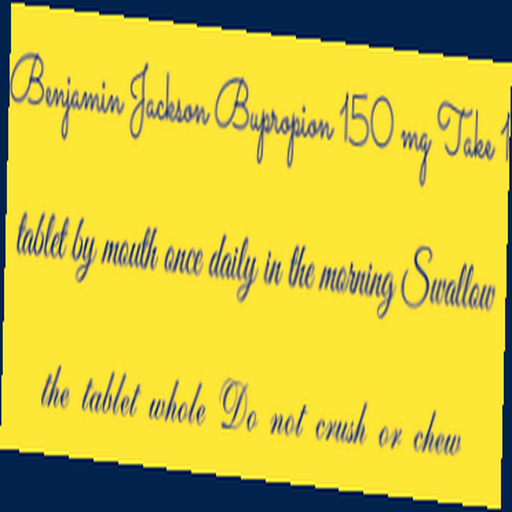 Benjamin Jackson Bupropion 150 mg Take 1
tablet by mouth once daily in the morning Swallow
the tablet whole Do not crush or chew